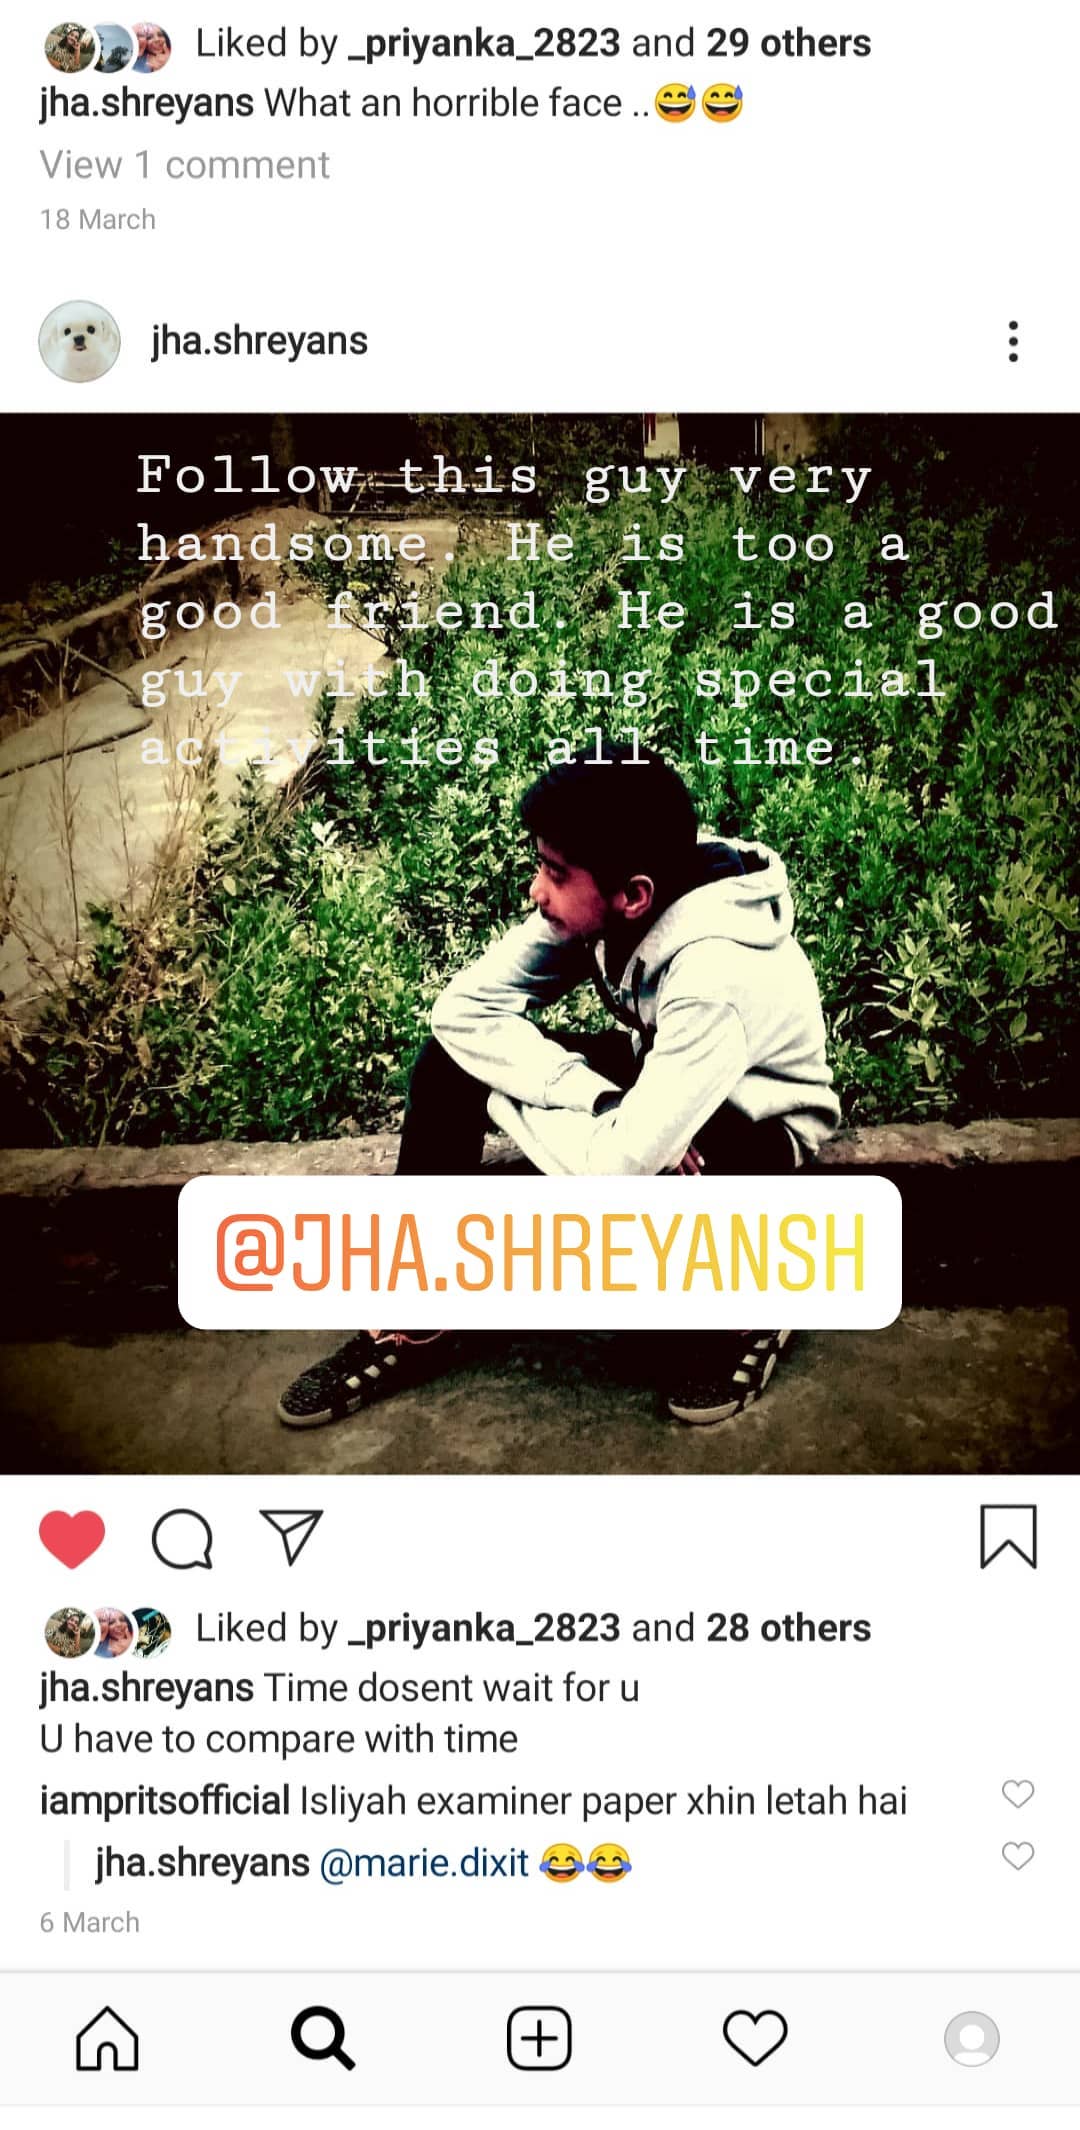 Liked by _priyanka_2823 and 29 others
jha.shreyans What an horrible face ..😅😅
View 1 comment
18 March
jha.shreyans
Follow this guy very
handsome. He is too a
good friend. He is a good
guy with doing special
activities all time.
@JHA.SHREYANSH
Liked by _priyanka_2823 and 28 others
jha.shreyans Time dosent wait for u
U have to compare with time
iampritsofficial Isliyah examiner paper xhin letah hai
jha.shreyans @marie.dixit 😂😂
6 March